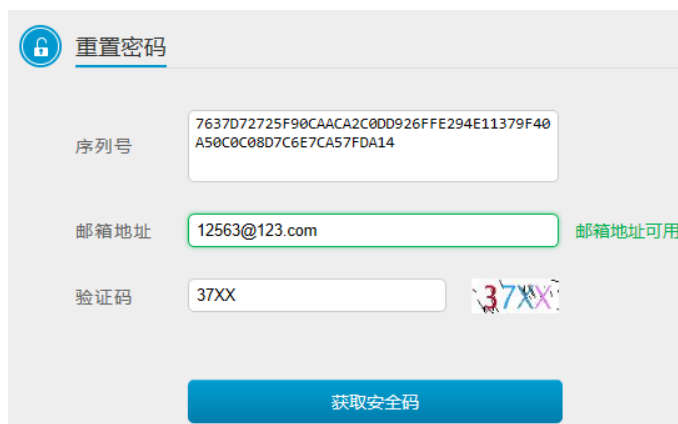 重置密码
序列号
7637D72725F90CAACA2C0DD926FFE294E11379F40
A50C0C08D7C6E7CA57FDA14
邮箱地址
12563@123.com
邮箱地址可用
验证码
37XX
37XX
获取安全码